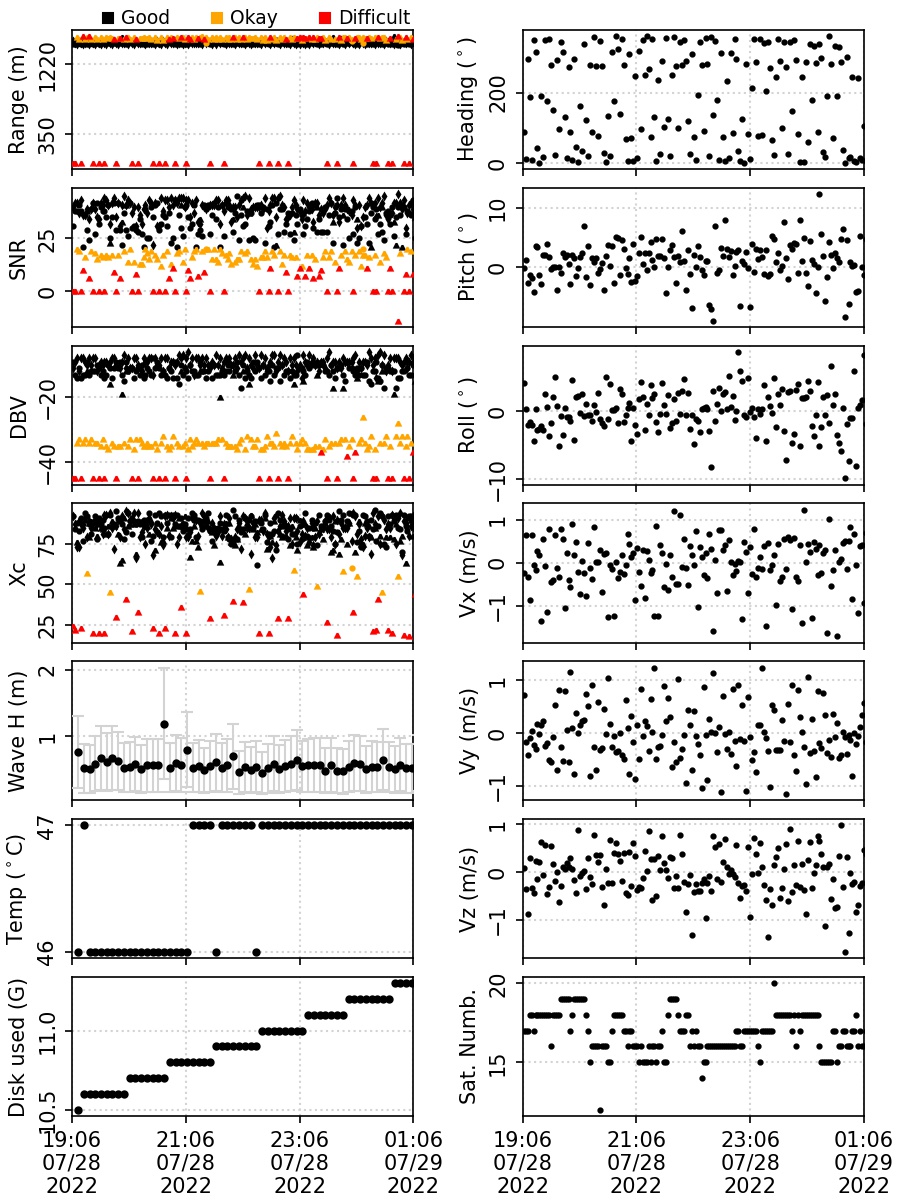 Good Okay Difficult
Range (m)
1220
350
Heading (°)
200
0
SNR
25
0
Pitch (°)
10
0
DBV
−20
−40
Roll (°)
0
−10
Xc
75
50
25
Vx (m/s)
1
0
−1
Wave H (m)
2
1
Vy (m/s)
1
0
−1
Temp (°C)
47
46
Vz (m/s)
1
0
−1
Disk used (G)
11.0
10.5
Sat. Numb.
20
15
19:06 21:06 23:06 01:06
07/28 07/28 07/28 07/29
2022 2022 2022 2022
19:06 21:06 23:06 01:06
07/28 07/28 07/28 07/29
2022 2022 2022 2022